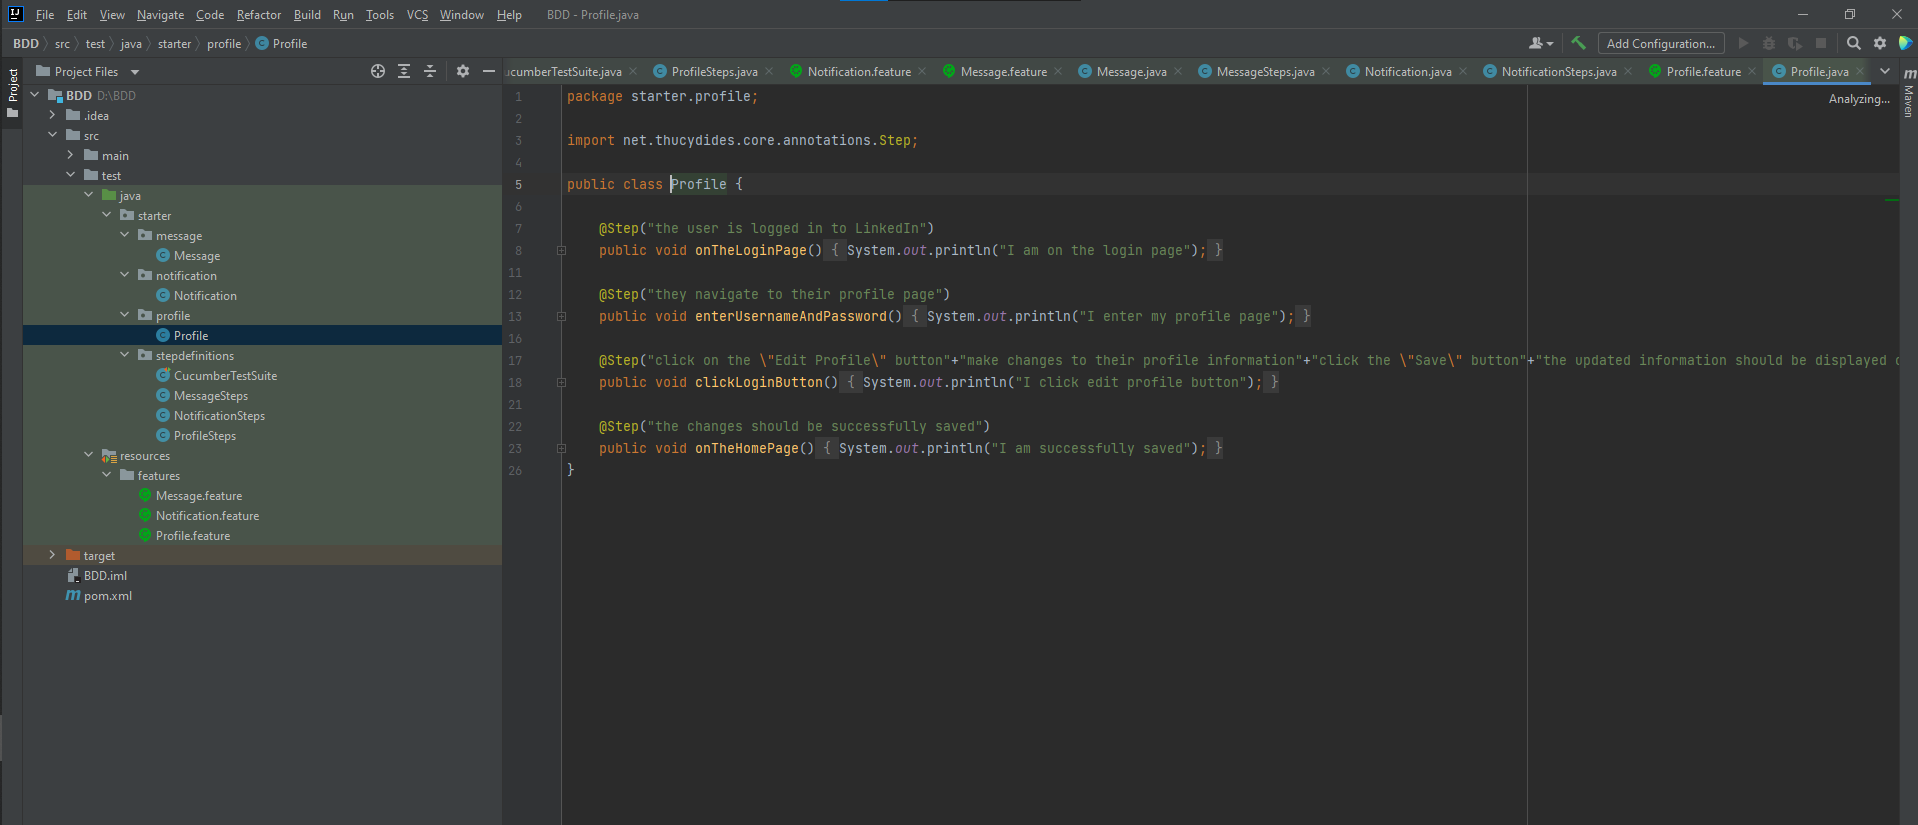 File Edit View Navigate Code Refactor Build Run Tools VCS Window Help BDD - Profile.java
BDD src test java starter profile Profile
Add Configuration...
Project
Project Files
ucumberTestSuite.java ProfileSteps.java Notification.feature Message.feature Message.java MessageSteps.java Notification.java NotificationSteps.java Profile.feature Profile.java
Maven
Analyzing...
BDD D:\BDD
.idea
src
main
test
java
starter
message
Message
notification
Notification
profile
Profile
stepdefinitions
CucumberTestSuite
MessageSteps
NotificationSteps
ProfileSteps
resources
features
Message.feature
Notification.feature
Profile.feature
target
BDD.iml
pom.xml
1 package starter.profile;
2
3 import net.thucydides.core.annotations.Step;
4
5 public class Profile {
6
7 @Step("the user is logged in to LinkedIn")
8 public void onTheLoginPage() { System.out.println("I am on the login page"); }
11
12 @Step("they navigate to their profile page")
13 public void enterUsernameAndPassword() { System.out.println("I enter my profile page"); }
16
17 @Step("click on the \"Edit Profile\" button"+"make changes to their profile information"+"click the \"Save\" button"+"the updated information should be displayed
18 public void clickLoginButton() { System.out.println("I click edit profile button"); }
21
22 @Step("the changes should be successfully saved")
23 public void onTheHomePage() { System.out.println("I am successfully saved"); }
26 }